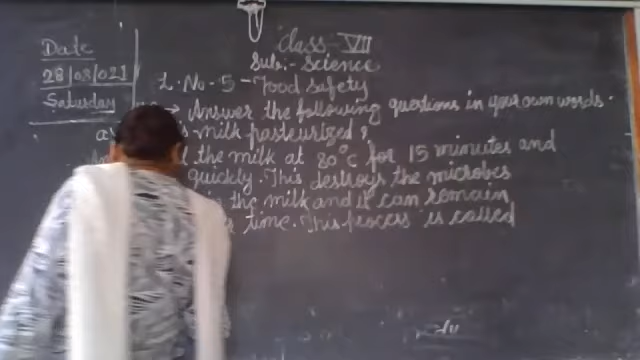 Date
28/08/021
Saturday
Class - VII
Sub:- Science
L. No - 5 - Food Safety
→ Answer the following questions in your own words.
milk pasteurized?
the milk at 80°C for 15 minutes and
quickly. This destroys the microbes
the milk and it can remain
time. This process is called